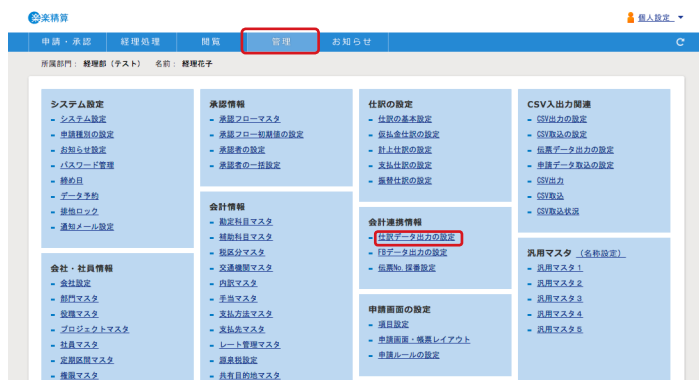 楽楽精算
個人設定
申請・承認 経理処理 閲覧 管理 お知らせ
所属部門： 経理部（テスト） 名前： 経理花子
システム設定
システム設定
申請種別の設定
お知らせ設定
パスワード管理
締め日
データ予約
排他ロック
通知メール設定
会社・社員情報
会社設定
部門マスタ
役職マスタ
プロジェクトマスタ
社員マスタ
定期区間マスタ
権限マスタ
承認情報
承認フローマスタ
承認フロー初期値の設定
承認者の設定
承認者の一括設定
会計情報
勘定科目マスタ
補助科目マスタ
税区分マスタ
交通機関マスタ
内訳マスタ
手当マスタ
支払方法マスタ
支払先マスタ
レート管理マスタ
源泉税設定
共有目的地マスタ
仕訳の設定
仕訳の基本設定
仮払仕訳の設定
計上仕訳の設定
支払仕訳の設定
振替仕訳の設定
会計連携情報
仕訳データ出力の設定
FBデータ出力の設定
伝票No.採番設定
申請画面の設定
項目設定
申請画面・帳票レイアウト
申請ルールの設定
CSV入出力関連
CSV出力の設定
CSV取込の設定
伝票データ出力の設定
申請データ取込の設定
CSV出力
CSV取込
CSV取込状況
汎用マスタ （名称設定）
汎用マスタ１
汎用マスタ２
汎用マスタ３
汎用マスタ４
汎用マスタ５